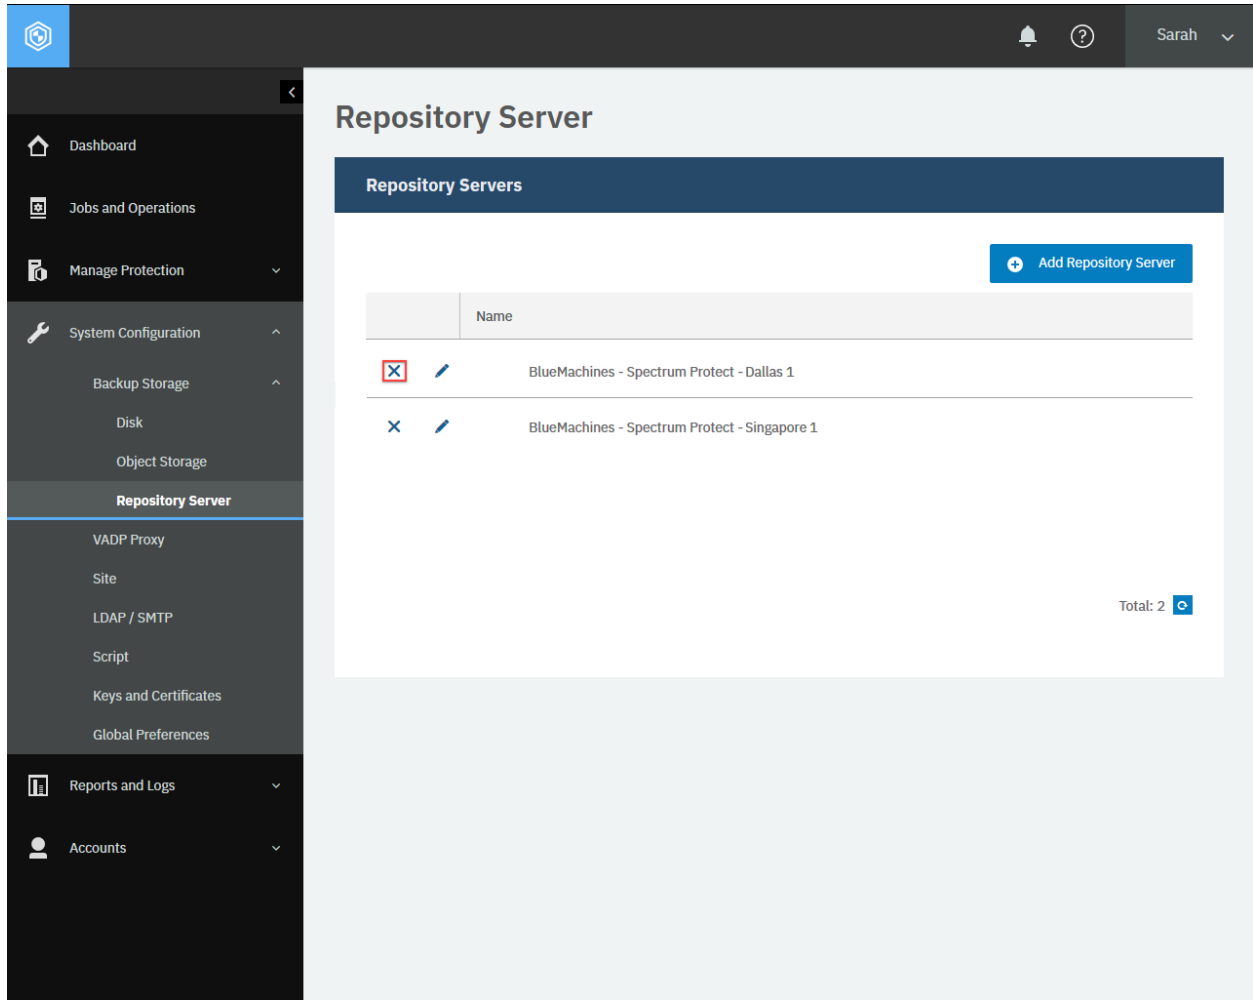 Sarah
Dashboard
Jobs and Operations
Manage Protection
System Configuration
Backup Storage
Disk
Object Storage
Repository Server
VADP Proxy
Site
LDAP / SMTP
Script
Keys and Certificates
Global Preferences
Reports and Logs
Accounts
Repository Server
Repository Servers
Add Repository Server
Name
BlueMachines - Spectrum Protect - Dallas 1
BlueMachines - Spectrum Protect - Singapore 1
Total: 2